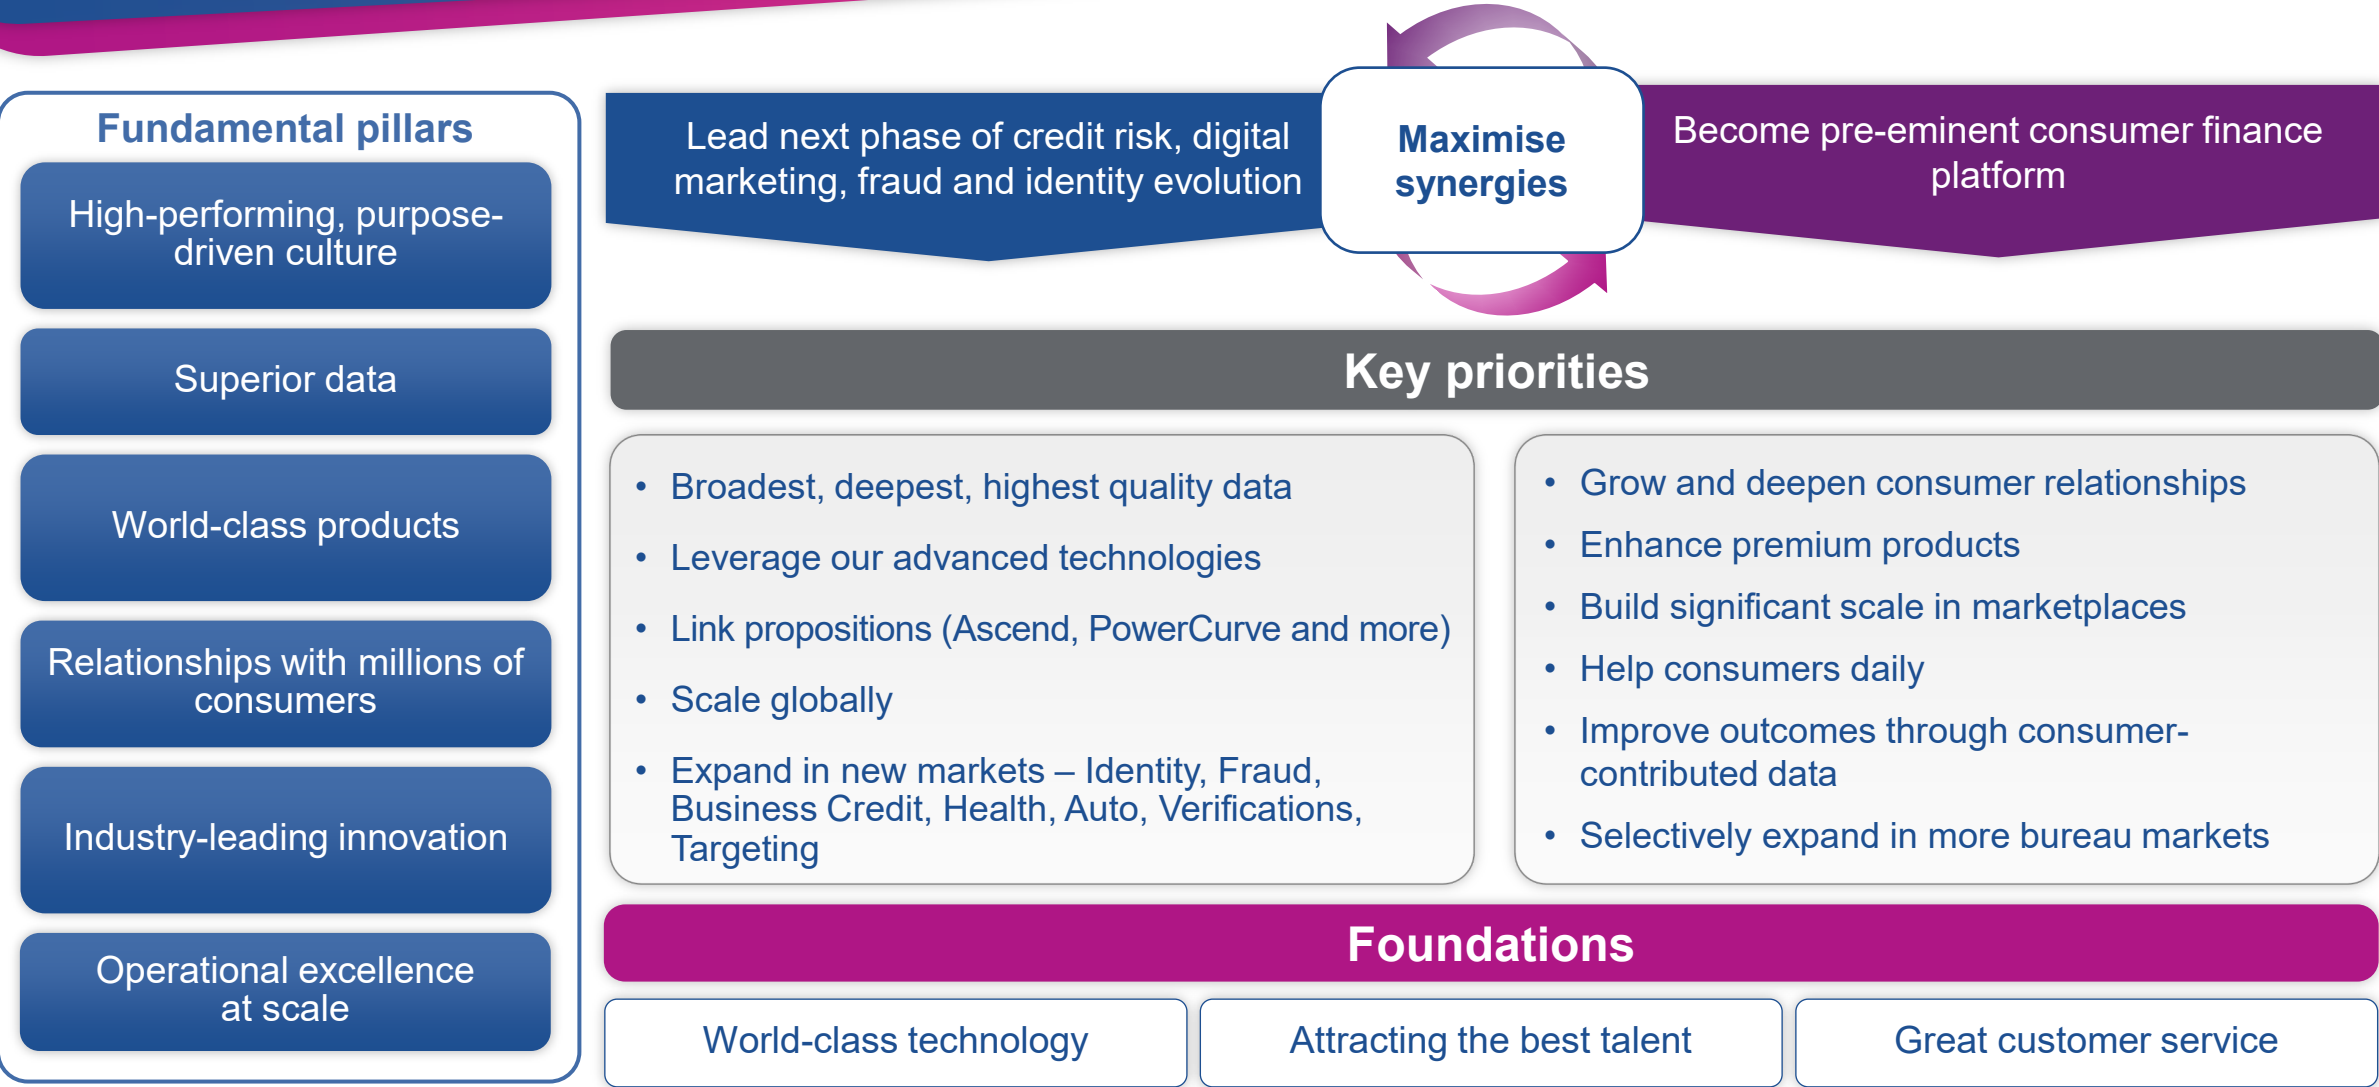 Fundamental pillars
High-performing, purpose-
driven culture
Superior data
World-class products
Relationships with millions of
consumers
Industry-leading innovation
Operational excellence
at scale
Lead next phase of credit risk, digital
marketing, fraud and identity evolution
Maximise
synergies
Become pre-eminent consumer finance
platform
Key priorities
• Broadest, deepest, highest quality data
• Leverage our advanced technologies
• Link propositions (Ascend, PowerCurve and more)
• Scale globally
• Expand in new markets – Identity, Fraud,
Business Credit, Health, Auto, Verifications,
Targeting
• Grow and deepen consumer relationships
• Enhance premium products
• Build significant scale in marketplaces
• Help consumers daily
• Improve outcomes through consumer-
contributed data
• Selectively expand in more bureau markets
Foundations
World-class technology
Attracting the best talent
Great customer service